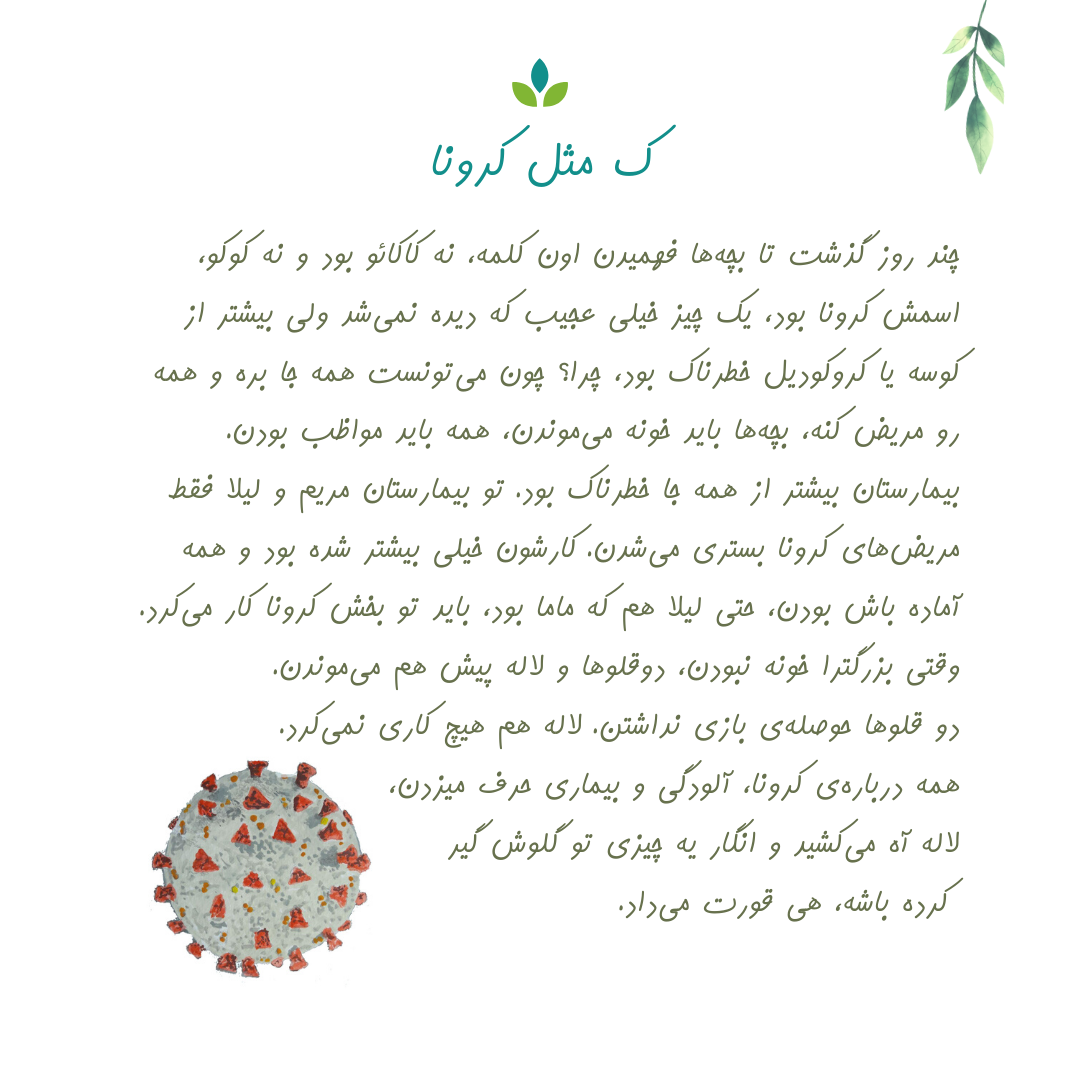 ک مثل کرونا
چند روز گذشت تا بچه‌ها فهمیدن اون کلمه، نه کاکائو بود و نه کوکو،
اسمش کرونا بود، یک چیز خیلی عجیب که دیده نمی‌شد ولی بیشتر از
کوسه یا کروکودیل خطرناک بود، چرا؟ چون می‌تونست همه جا بره و همه
رو مریض کنه، بچه‌ها باید خونه می‌موندن، همه باید مواظب بودن.
بیمارستان بیشتر از همه جا خطرناک بود. تو بیمارستان مریم و لیلا فقط
مریض‌های کرونا بستری می‌شدن. کارشون خیلی بیشتر شده بود و همه
آماده باش بودن، حتی لیلا هم که ماما بود، باید تو بخش کرونا کار می‌کرد.
وقتی بزرگترا خونه نبودن، دوقلوها و لاله پیش هم می‌موندن.
دو قلوها حوصله‌ی بازی نداشتن. لاله هم هیچ کاری نمی‌کرد.
همه درباره‌ی کرونا، آلودگی و بیماری حرف میزدن،
لاله آه می‌کشید و انگار یه چیزی تو گلوش گیر
کرده باشه، هی قورت می‌داد.